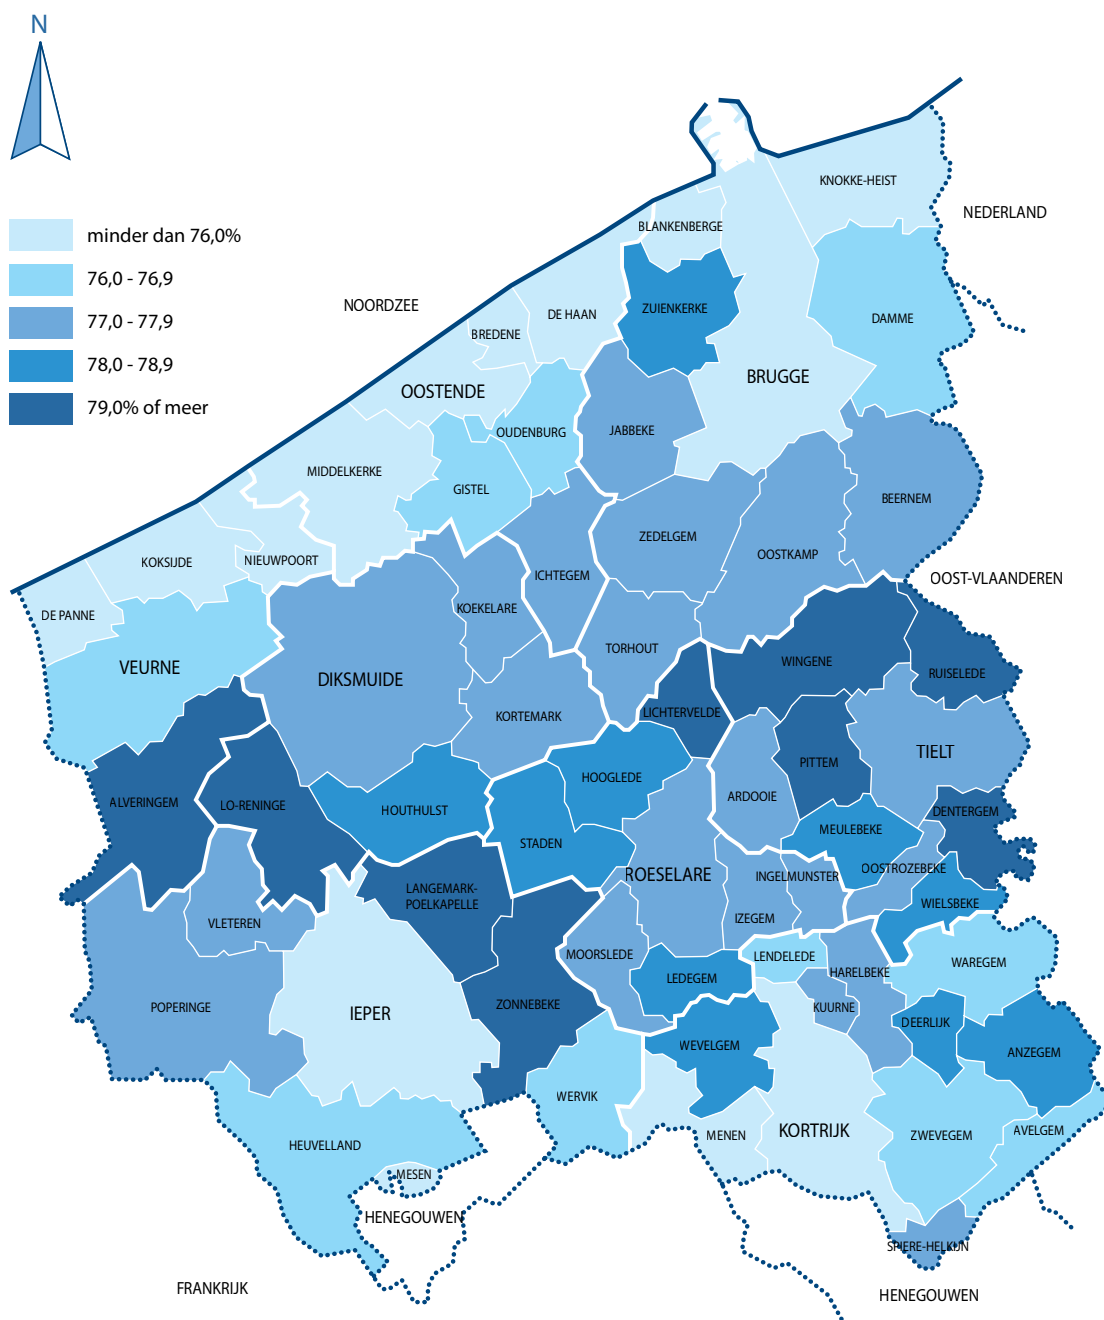 N
minder dan 76,0%
76,0 - 76,9
77,0 - 77,9
78,0 - 78,9
79,0% of meer
KNOKKE-HEIST
NEDERLAND
BLANKENBERGE
NOORDZEE
ZUIENKERKE
DE HAAN
DAMME
BREDENE
BRUGGE
OOSTENDE
OUDENBURG
JABBEKE
MIDDELKERKE
GISTEL
BEERNEM
ZEDELGEM
OOSTKAMP
KOKSIJDE
NIEUWPOORT
ICHTEGEM
OOST-VLAANDEREN
DE PANNE
KOEKELARE
TORHOUT
VEURNE
WINGENE
RUISELEDE
DIKSMUIDE
KORTEMARK
LICHTERVELDE
TIELT
PITTEM
HOOGLEDE
ARDOOIE
ALVERINGEM
LO-RENINGE
HOUTHULST
DENTERGEM
MEULEBEKE
STADEN
ROESELARE
INGELMUNSTER
OOSTROZEBEKE
LANGEMARK-
POELKAPELLE
WIELSBEKE
VLETEREN
IZEGEM
MOORSLEDE
LENDELEDE
WAREGEM
HARELBEKE
LEDEGEM
POPERINGE
IEPER
ZONNEBEKE
KUURNE
DEERLIJK
WEVELGEM
ANZEGEM
WERVIK
HEUVELLAND
MENEN
KORTRIJK
ZWEVEGEM
AVELGEM
MESEN
HENEGOUWEN
SPIERE-HELKIJN
FRANKRIJK
HENEGOUWEN